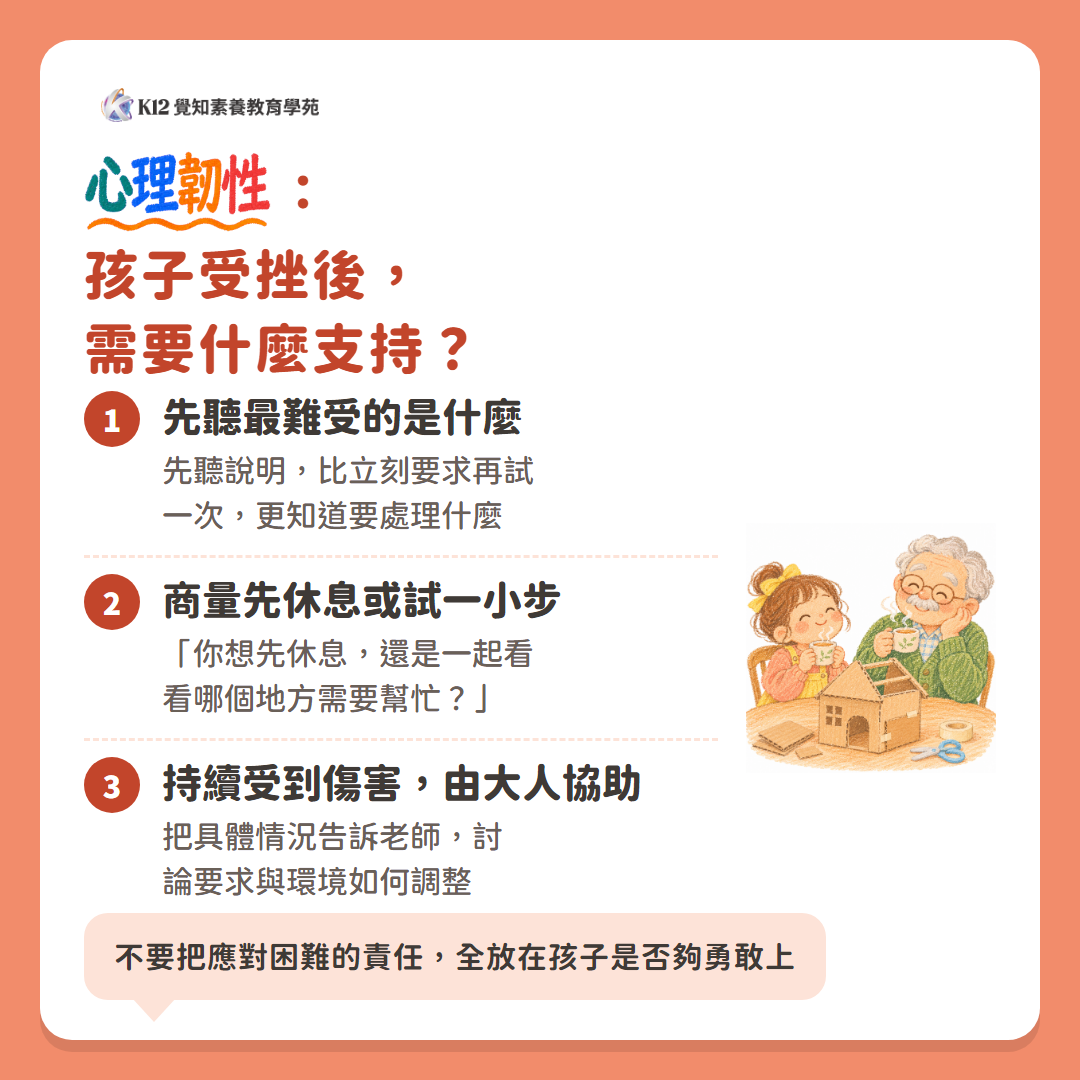 K12 覺知素養教育學苑
心理韌性：
孩子受挫後，
需要什麼支持？
1 先聽最難受的是什麼
先聽說明，比立刻要求再試
一次，更知道要處理什麼
2 商量先休息或試一小步
「你想先休息，還是一起看
看哪個地方需要幫忙？」
3 持續受到傷害，由大人協助
把具體情況告訴老師，討
論要求與環境如何調整
不要把應對困難的責任，全放在孩子是否夠勇敢上